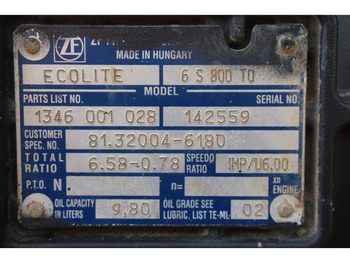 ZF
MADE IN HUNGARY
ECOLITE 6 S 800 TO
MODEL
PARTS LIST NO. SERIAL NO.
1346 001 028 142559
CUSTOMER SPEC. NO. 81.32004-6180
TOTAL RATIO 6.58-0.78 SPEEDO RATIO IMP/U6.00
P.T.O. N n= xn ENGINE
OIL CAPACITY IN LITERS 9,80 OIL GRADE SEE LUBRIC. LIST TE-ML- 02